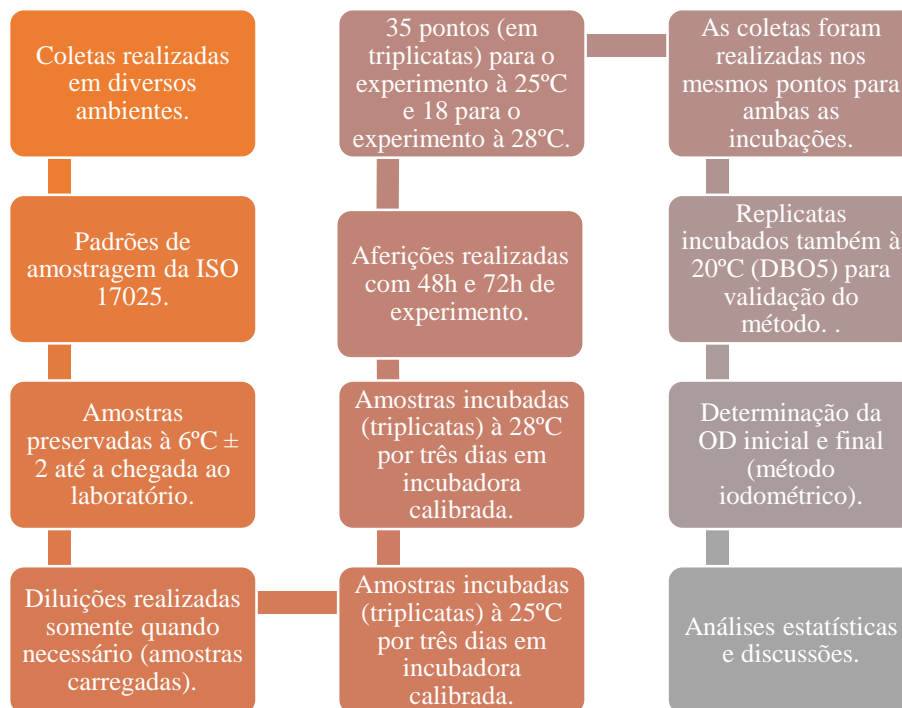 Coletas realizadas
em diversos
ambientes.
Padrões de
amostragem da ISO
17025.
Amostras
preservadas à 6ºC ±
2 até a chegada ao
laboratório.
Diluições realizadas
somente quando
necessário (amostras
carregadas).
Amostras incubadas
(triplicatas) à 25ºC
por três dias em
incubadora
calibrada.
Amostras incubadas
(triplicatas) à 28ºC
por três dias em
incubadora
calibrada.
Aferições realizadas
com 48h e 72h de
experimento.
35 pontos (em
triplicatas) para o
experimento à 25ºC
e 18 para o
experimento à 28ºC.
As coletas foram
realizadas nos
mesmos pontos para
ambas as
incubações.
Replicatas
incubados também à
20ºC (DBO5) para
validação do
método. .
Determinação da
OD inicial e final
(método
iodométrico).
Análises estatísticas
e discussões.